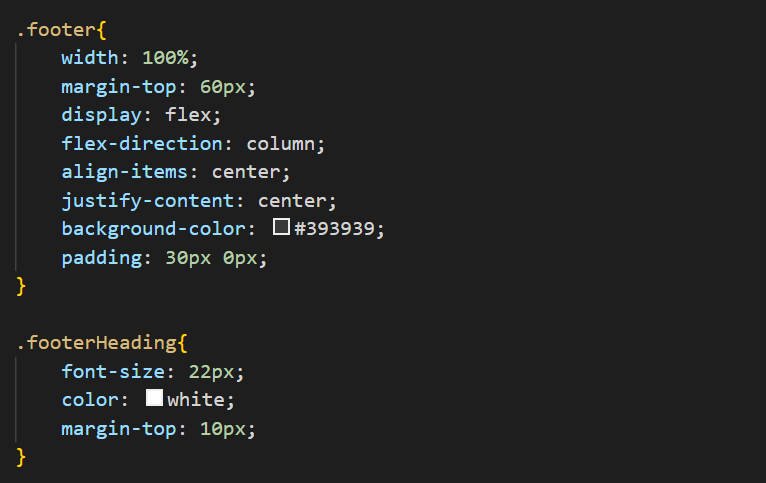 .footer{
    width: 100%;
    margin-top: 60px;
    display: flex;
    flex-direction: column;
    align-items: center;
    justify-content: center;
    background-color: #393939;
    padding: 30px 0px;
}

.footerHeading{
    font-size: 22px;
    color: white;
    margin-top: 10px;
}